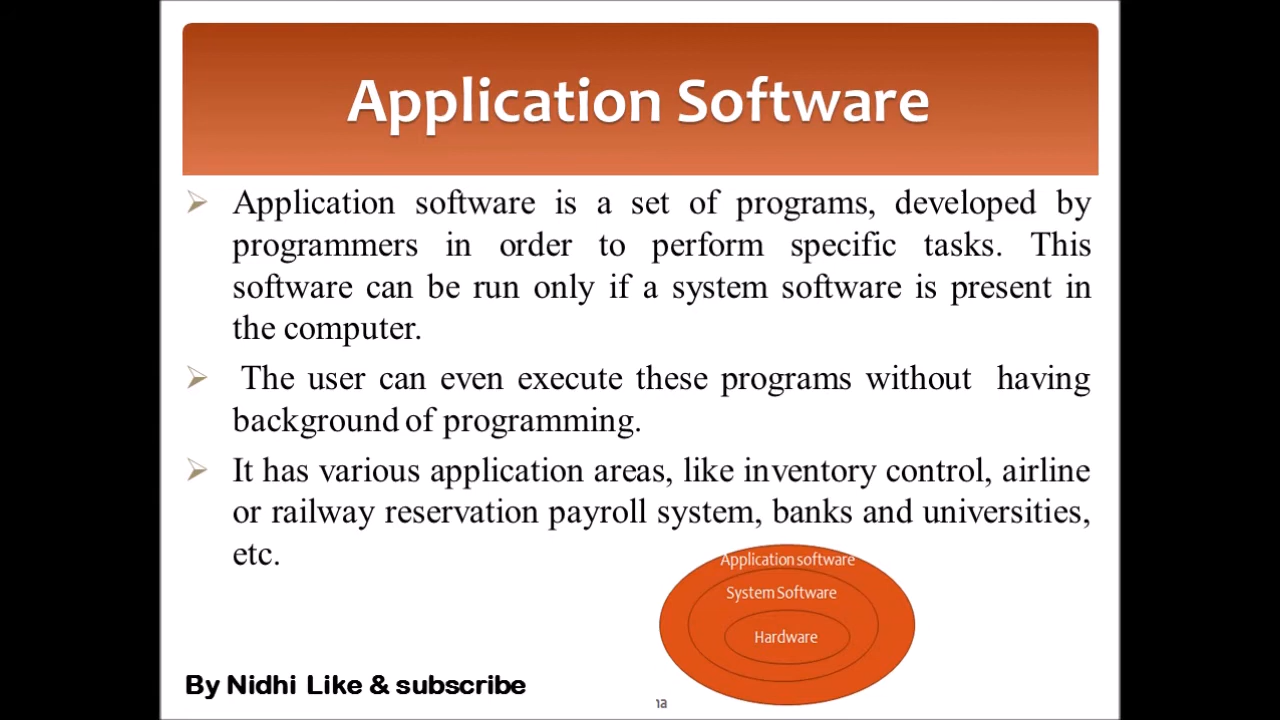 Application Software
Application software is a set of programs, developed by
programmers in order to perform specific tasks. This
software can be run only if a system software is present in
the computer.
The user can even execute these programs without having
background of programming.
It has various application areas, like inventory control, airline
or railway reservation payroll system, banks and universities,
etc.
Application software
System Software
Hardware
By Nidhi Like & subscribe